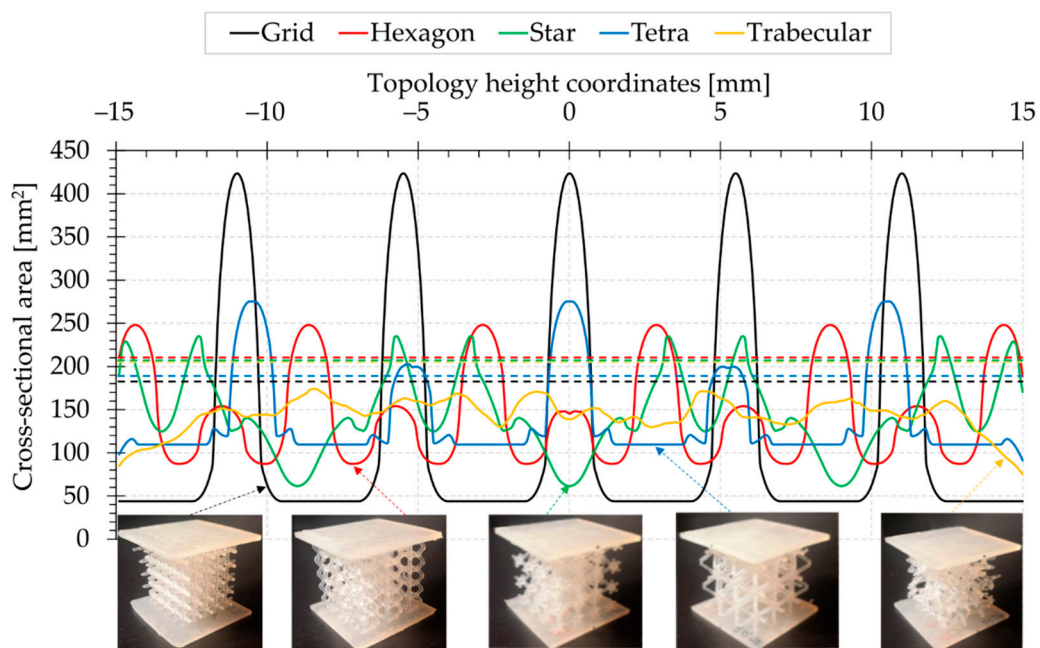 Grid Hexagon Star Tetra Trabecular
Topology height coordinates [mm]
−15 −10 −5 0 5 10 15
Cross-sectional area [mm²]
450
400
350
300
250
200
150
100
50
0